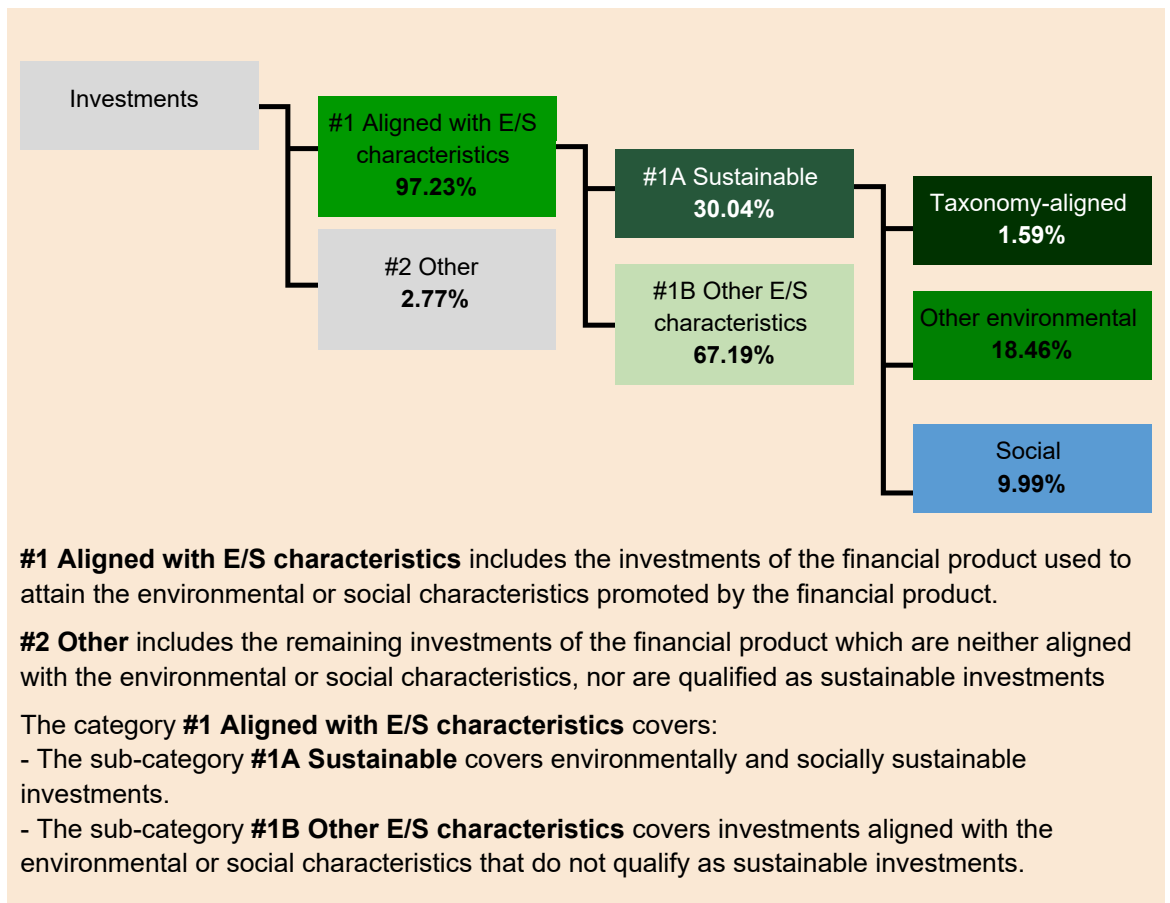 Investments
#1 Aligned with E/S
characteristics
97.23%
#2 Other
2.77%
#1A Sustainable
30.04%
#1B Other E/S
characteristics
67.19%
Taxonomy-aligned
1.59%
Other environmental
18.46%
Social
9.99%
#1 Aligned with E/S characteristics includes the investments of the financial product used to
attain the environmental or social characteristics promoted by the financial product.
#2 Other includes the remaining investments of the financial product which are neither aligned
with the environmental or social characteristics, nor are qualified as sustainable investments
The category #1 Aligned with E/S characteristics covers:
- The sub-category #1A Sustainable covers environmentally and socially sustainable
investments.
- The sub-category #1B Other E/S characteristics covers investments aligned with the
environmental or social characteristics that do not qualify as sustainable investments.